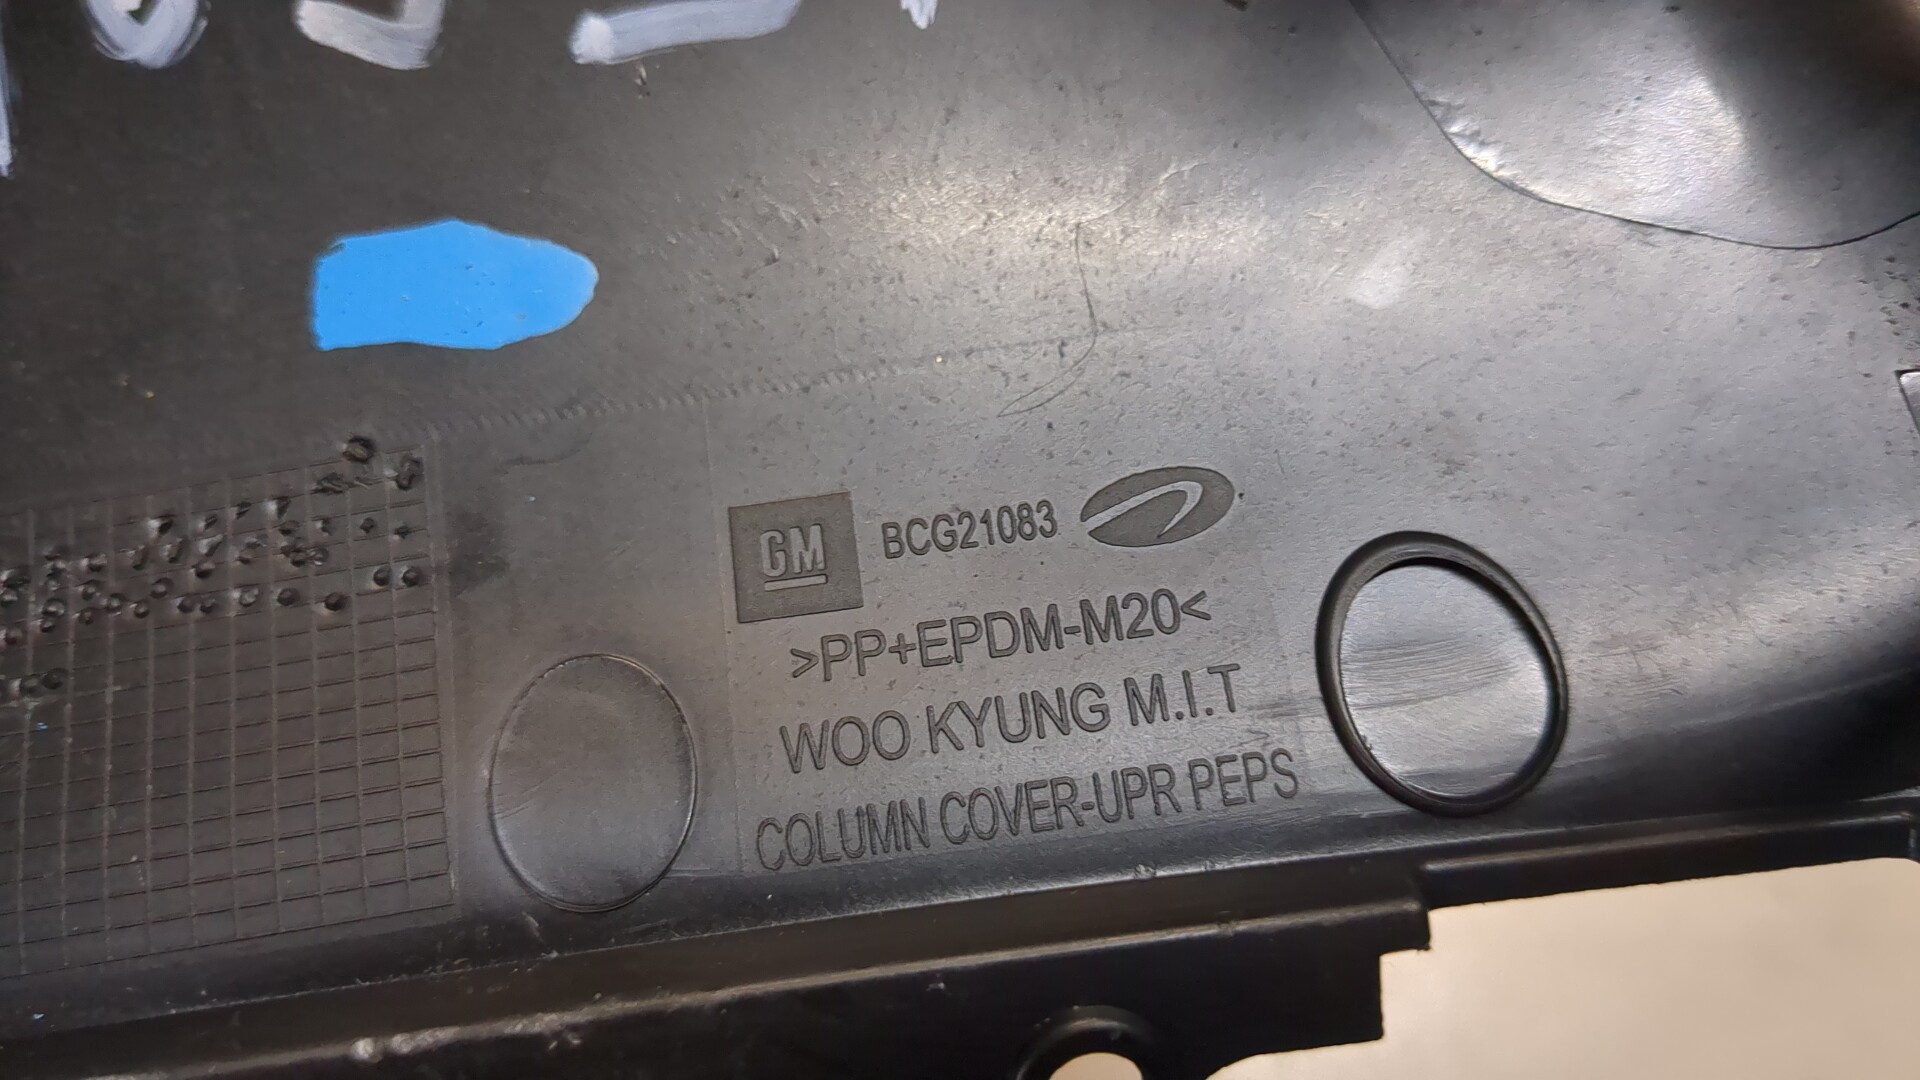 GM BCG21083
>PP+EPDM-M20<
WOO KYUNG M.I.T
COLUMN COVER-UPR PEPS